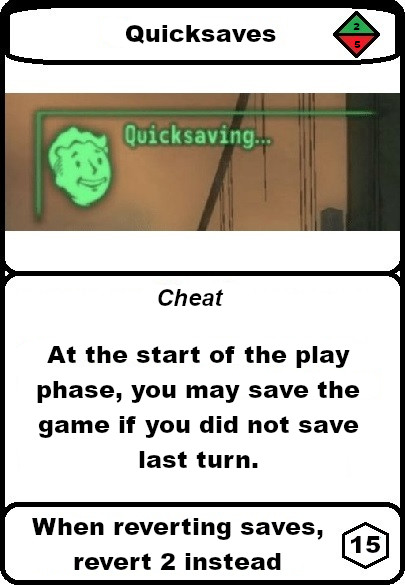 Quicksaves
2
5
Quicksaving...
Cheat
At the start of the play
phase, you may save the
game if you did not save
last turn.
When reverting saves,
revert 2 instead
15